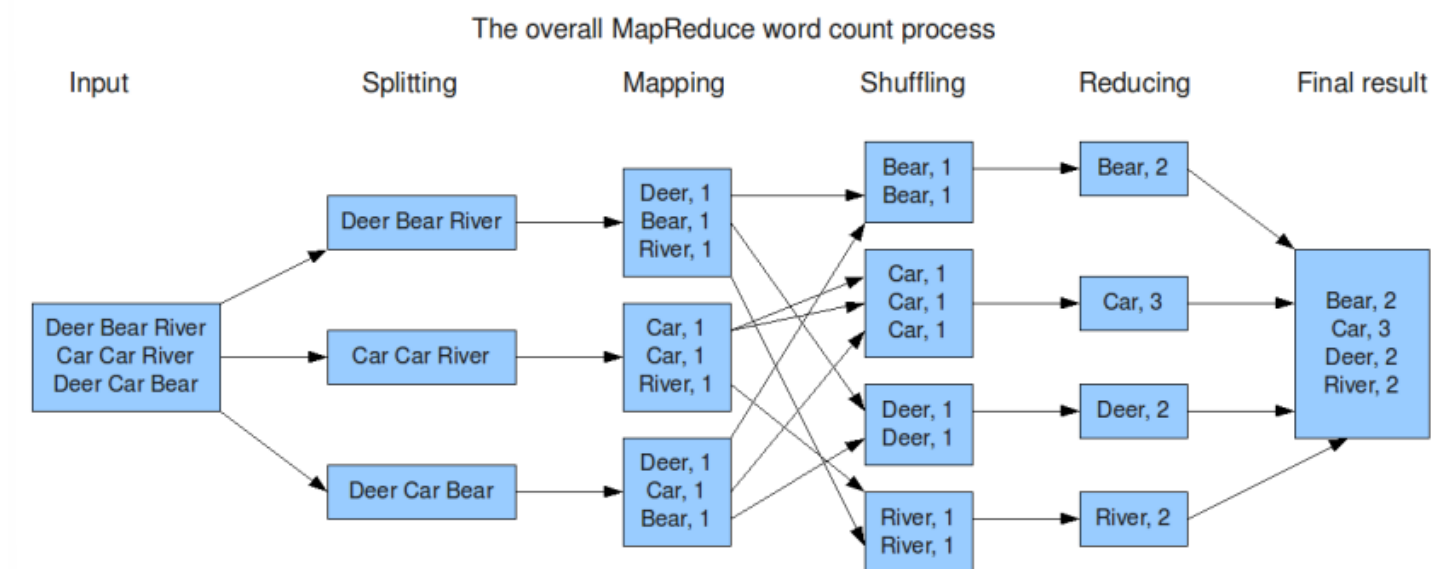 The overall MapReduce word count process
Input
Splitting
Mapping
Shuffling
Reducing
Final result
Deer Bear River
Car Car River
Deer Car Bear
Deer Bear River
Car Car River
Deer Car Bear
Deer, 1
Bear, 1
River, 1
Car, 1
Car, 1
River, 1
Deer, 1
Car, 1
Bear, 1
Bear, 1
Bear, 1
Car, 1
Car, 1
Car, 1
Deer, 1
Deer, 1
River, 1
River, 1
Bear, 2
Car, 3
Deer, 2
River, 2
Bear, 2
Car, 3
Deer, 2
River, 2